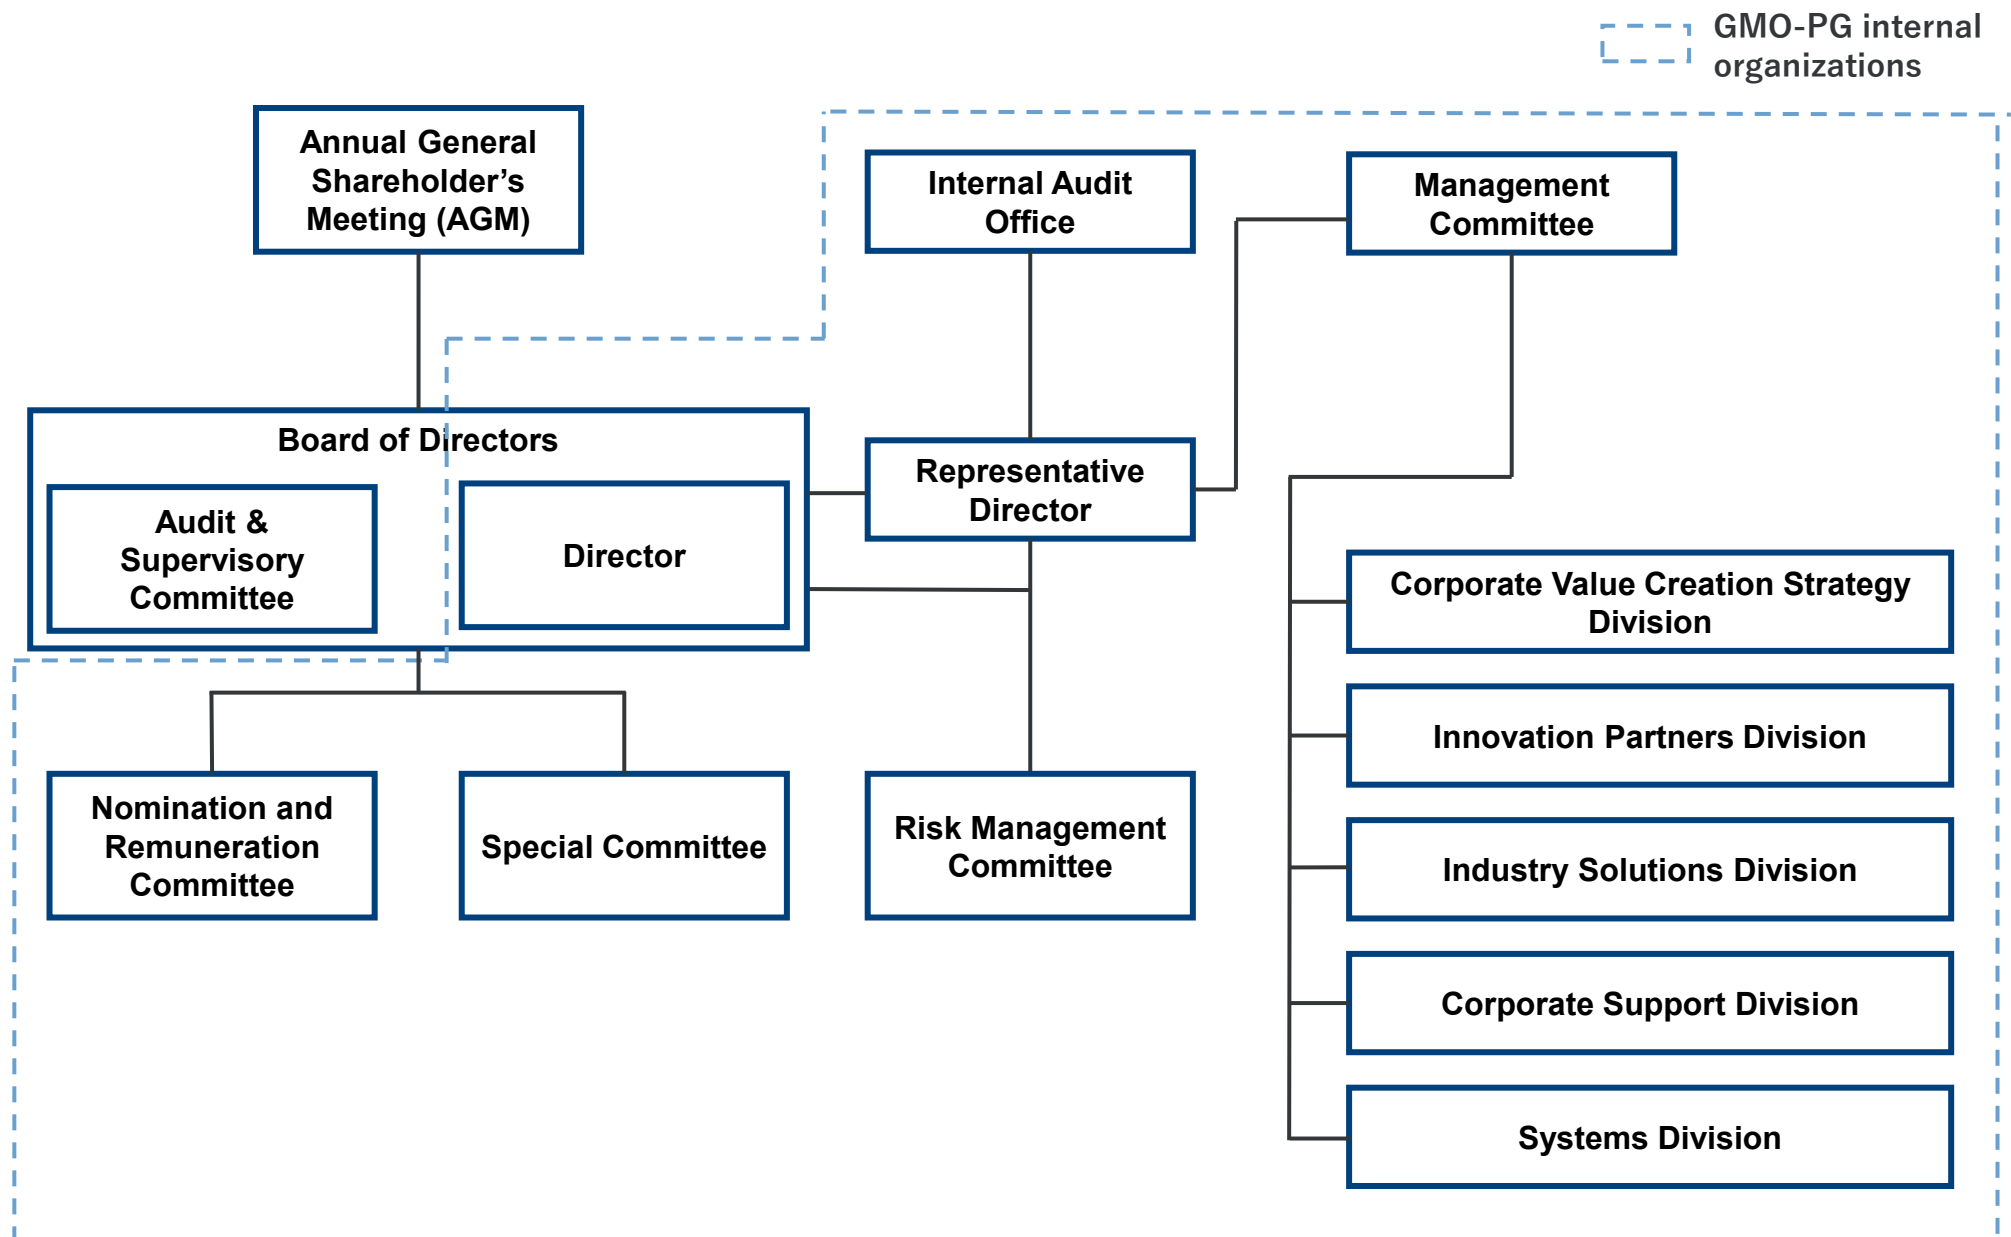 GMO-PG internal
organizations
Annual General
Shareholder’s
Meeting (AGM)
Internal Audit
Office
Management
Committee
Board of Directors
Audit &
Supervisory
Committee
Director
Representative
Director
Corporate Value Creation Strategy
Division
Innovation Partners Division
Nomination and
Remuneration
Committee
Special Committee
Risk Management
Committee
Industry Solutions Division
Corporate Support Division
Systems Division